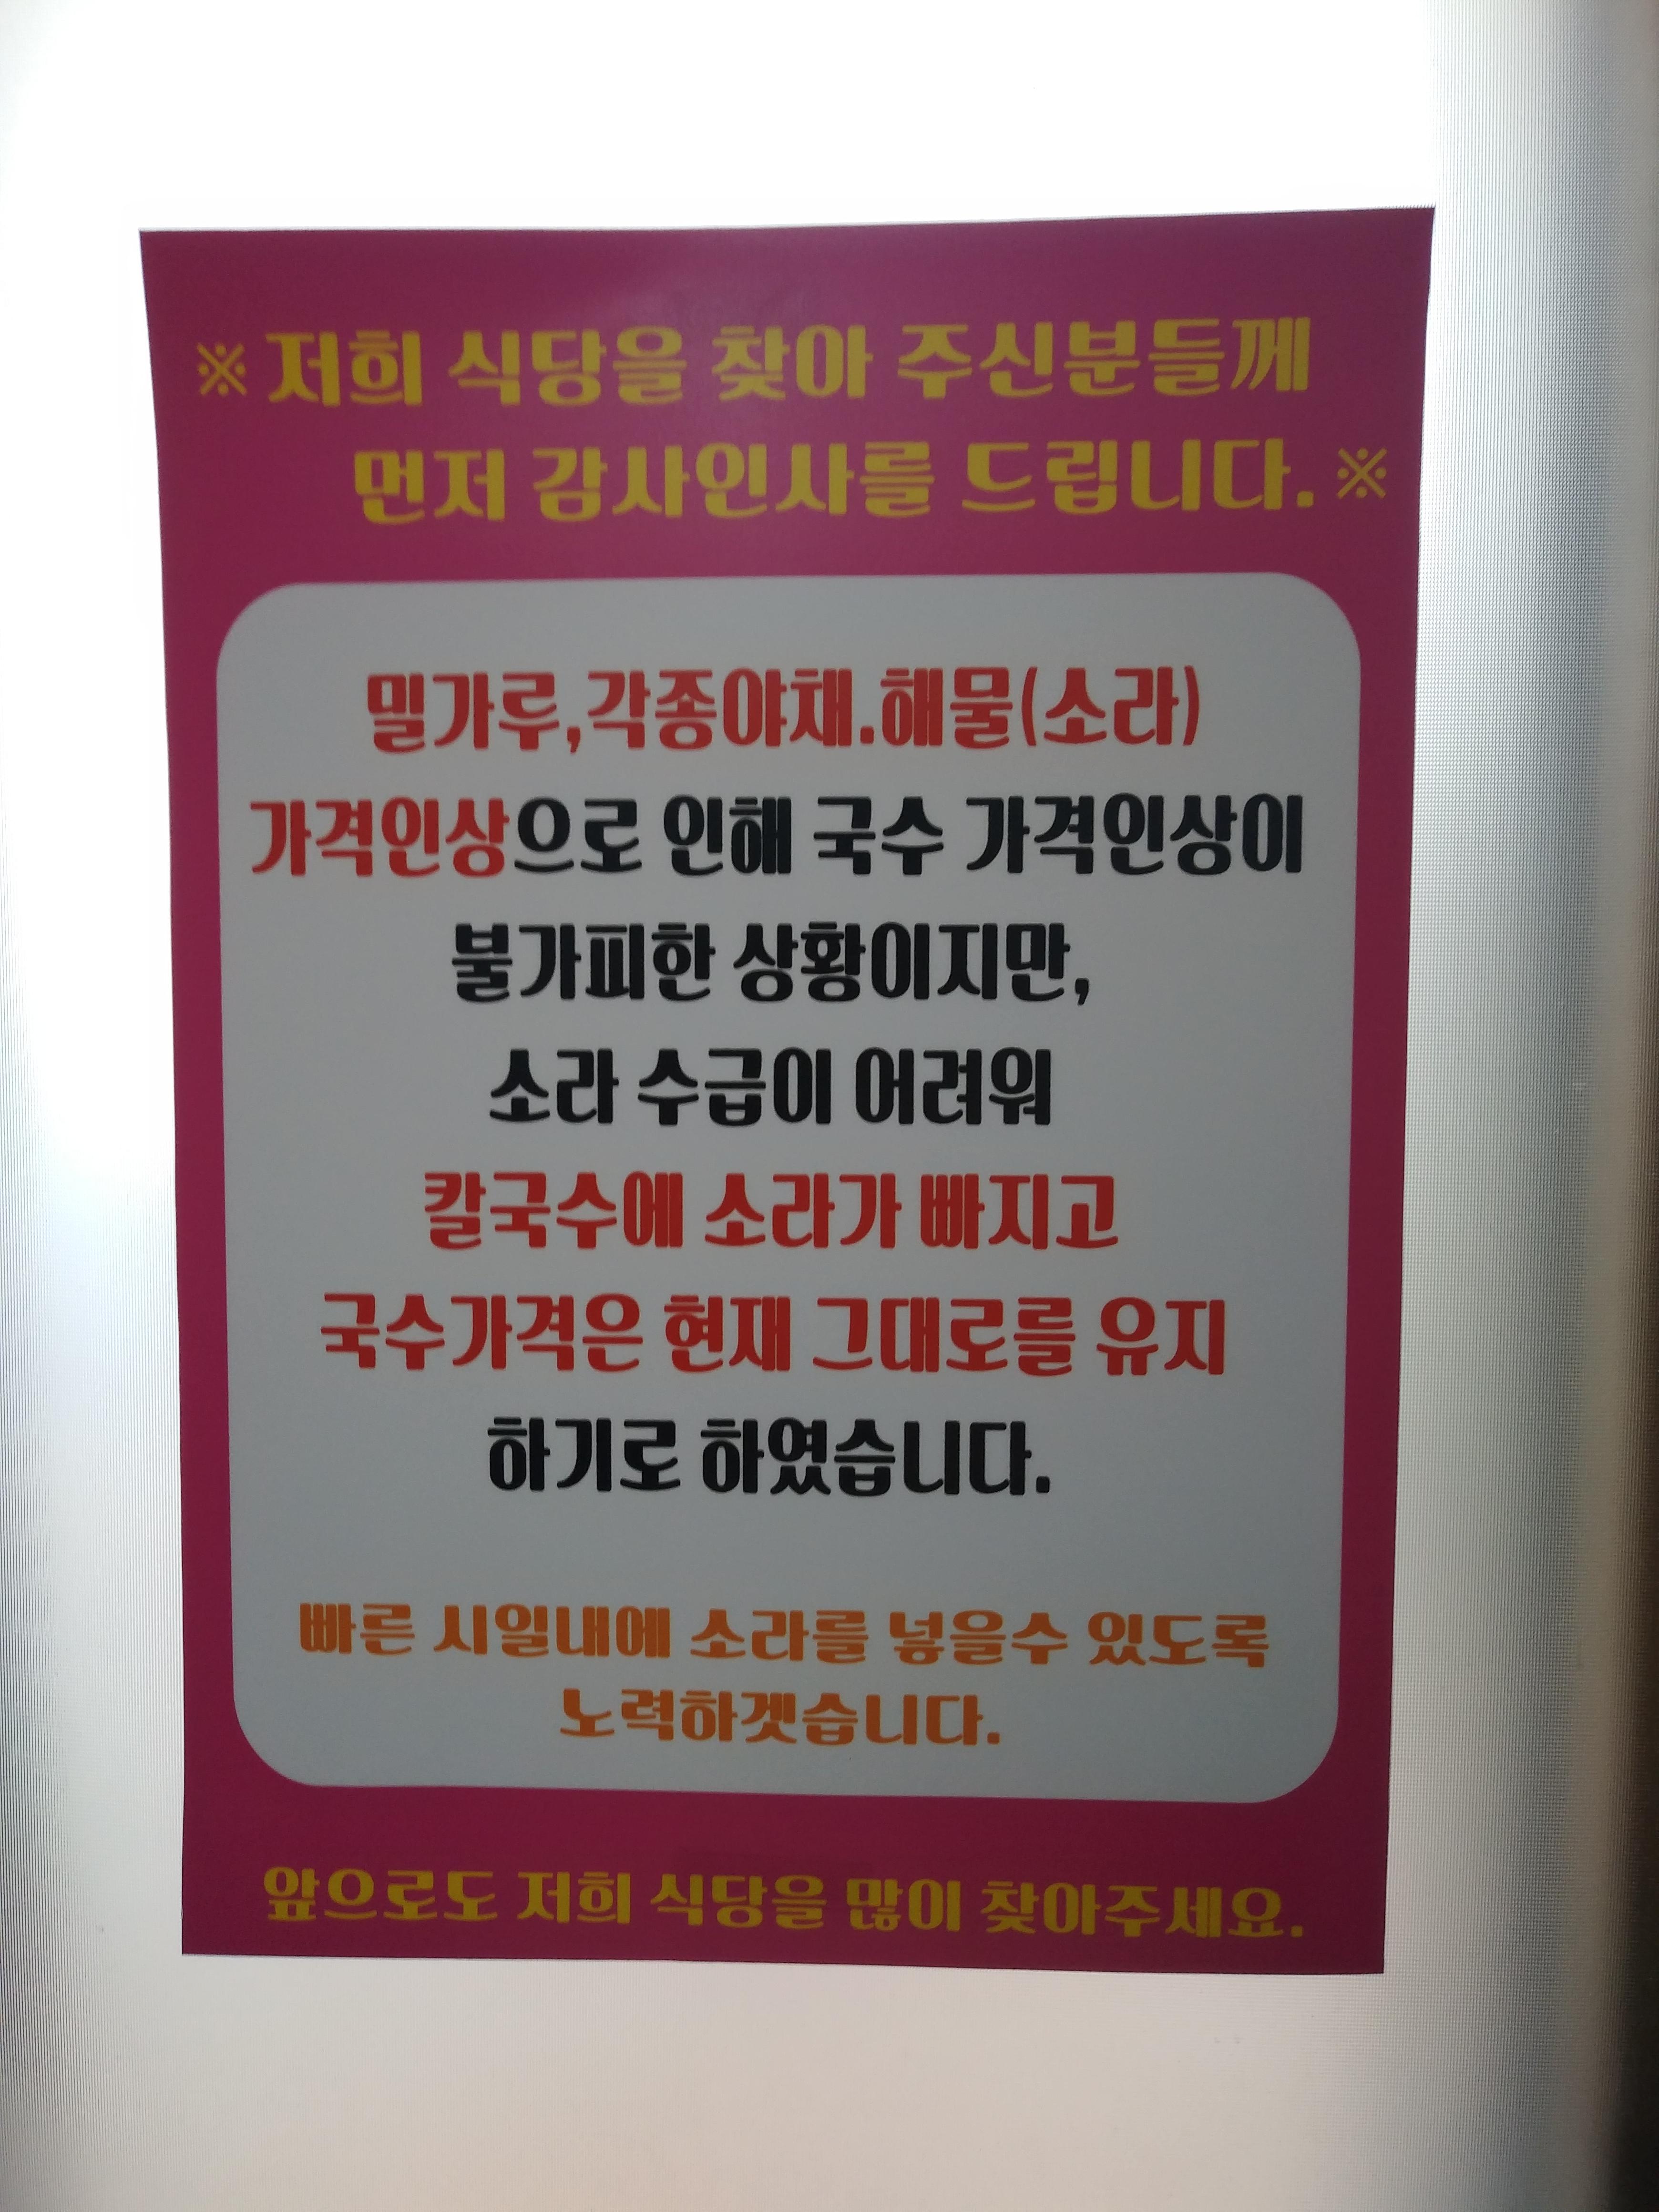 ※저희 식당을 찾아 주신분들께
먼저 감사인사를 드립니다.※
밀가루,각종야채.해물(소라)
가격인상으로 인해 국수 가격인상이
불가피한 상황이지만,
소라 수급이 어려워
칼국수에 소라가 빠지고
국수가격은 현재 그대로를 유지
하기로 하였습니다.
빠른 시일내에 소라를 넣을수 있도록
노력하겟습니다.
앞으로도 저희 식당을 많이 찾아주세요.